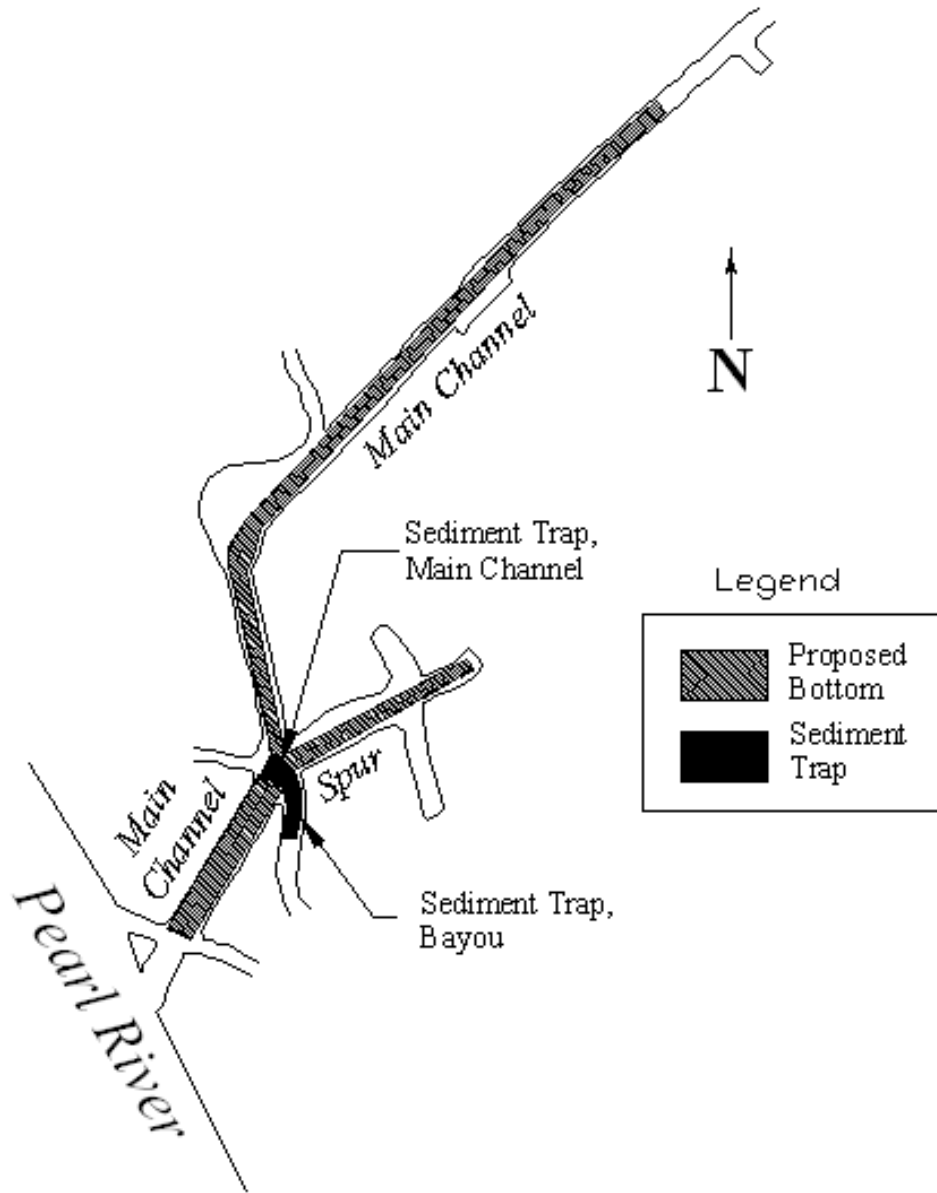 Main Channel
N
Sediment Trap,
Main Channel
Legend
Proposed
Bottom
Sediment
Trap
Spur
Main
Channel
Sediment Trap,
Bayou
Pearl River